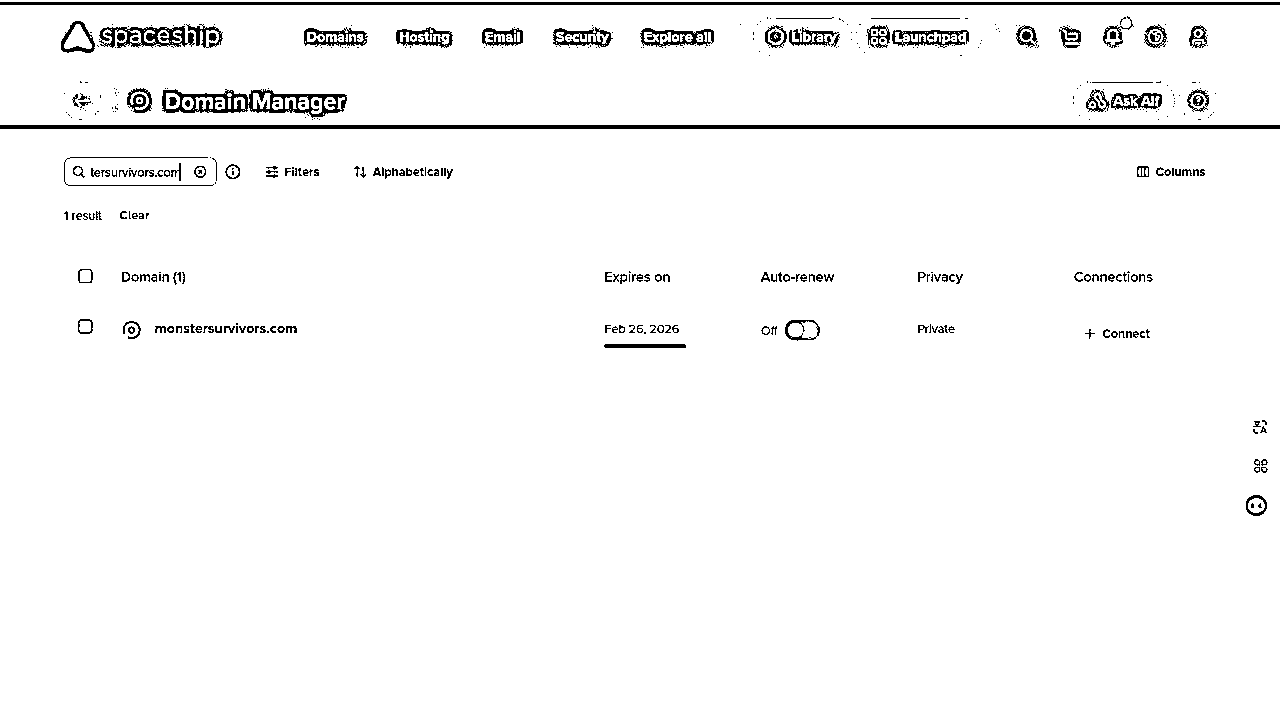 spaceship Domains Hosting Email Security Explore all Library Launchpad
Domain Manager Ask Alf
tersurvivors.com Filters Alphabetically Columns
1 result Clear
Domain (1) Expires on Auto-renew Privacy Connections
monstersurvivors.com Feb 26, 2026 Off Private + Connect